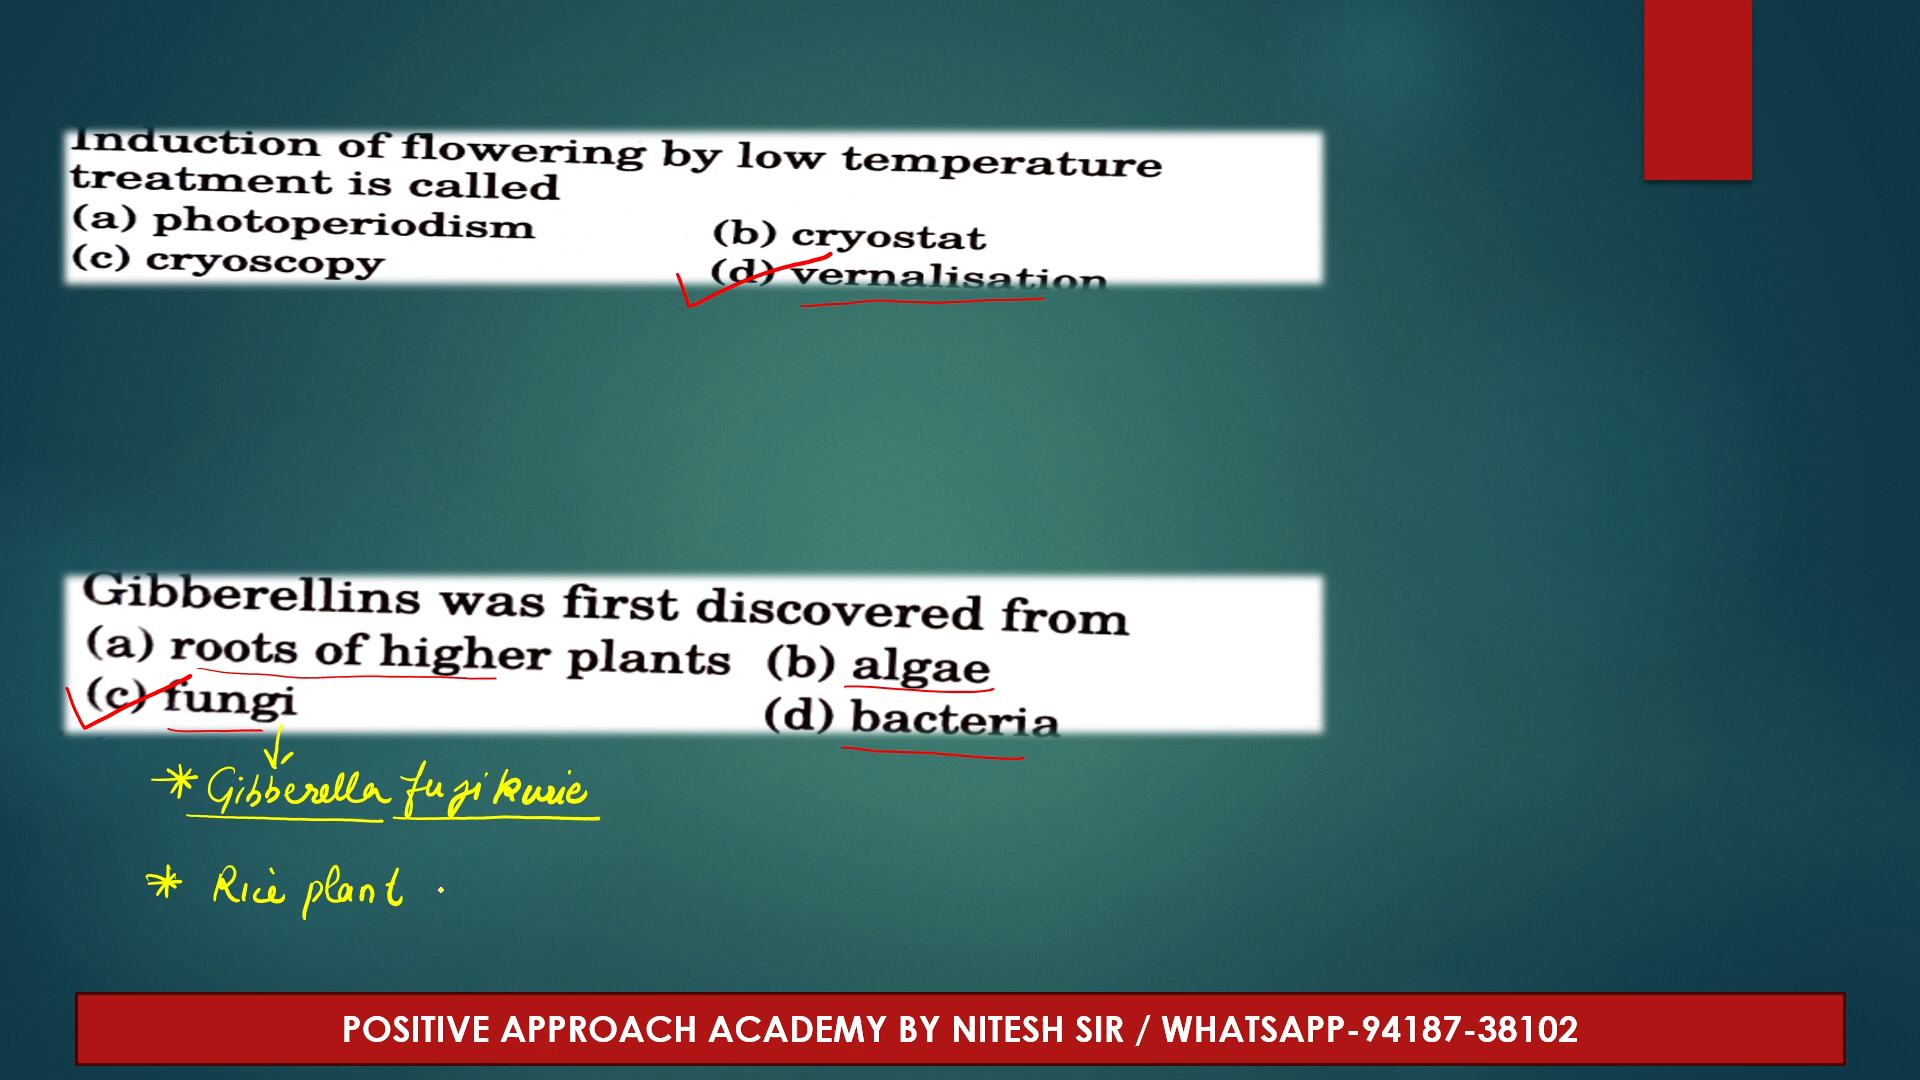 Induction of flowering by low temperature
treatment is called
(a) photoperiodism (b) cryostat
(c) cryoscopy (d) vernalisation
Gibberellins was first discovered from
(a) roots of higher plants (b) algae
(c) fungi (d) bacteria
* Gibberella fujikurie
* Rice plant .
POSITIVE APPROACH ACADEMY BY NITESH SIR / WHATSAPP-94187-38102